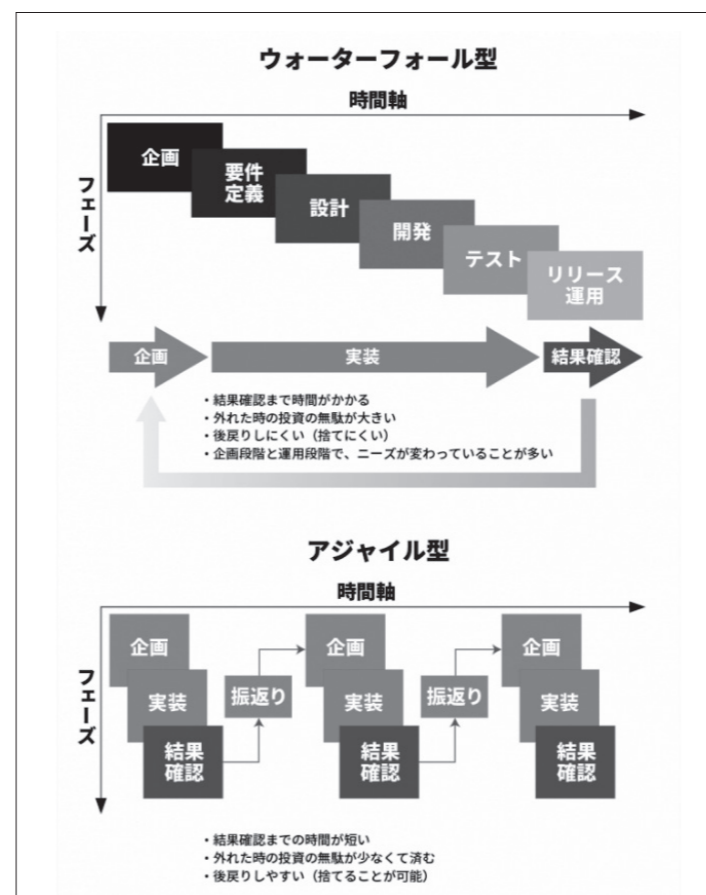 ウォーターフォール型
時間軸
フェーズ
企画
要件
定義
設計
開発
テスト
リリース
運用
企画
実装
結果確認
・結果確認まで時間がかかる
・外れた時の投資の無駄が大きい
・後戻りしにくい（捨てにくい）
・企画段階と運用段階で、ニーズが変わっていることが多い
アジャイル型
時間軸
フェーズ
企画
実装
結果
確認
振返り
企画
実装
結果
確認
振返り
企画
実装
結果
確認
・結果確認までの時間が短い
・外れた時の投資の無駄が少なくて済む
・後戻りしやすい（捨てることが可能）